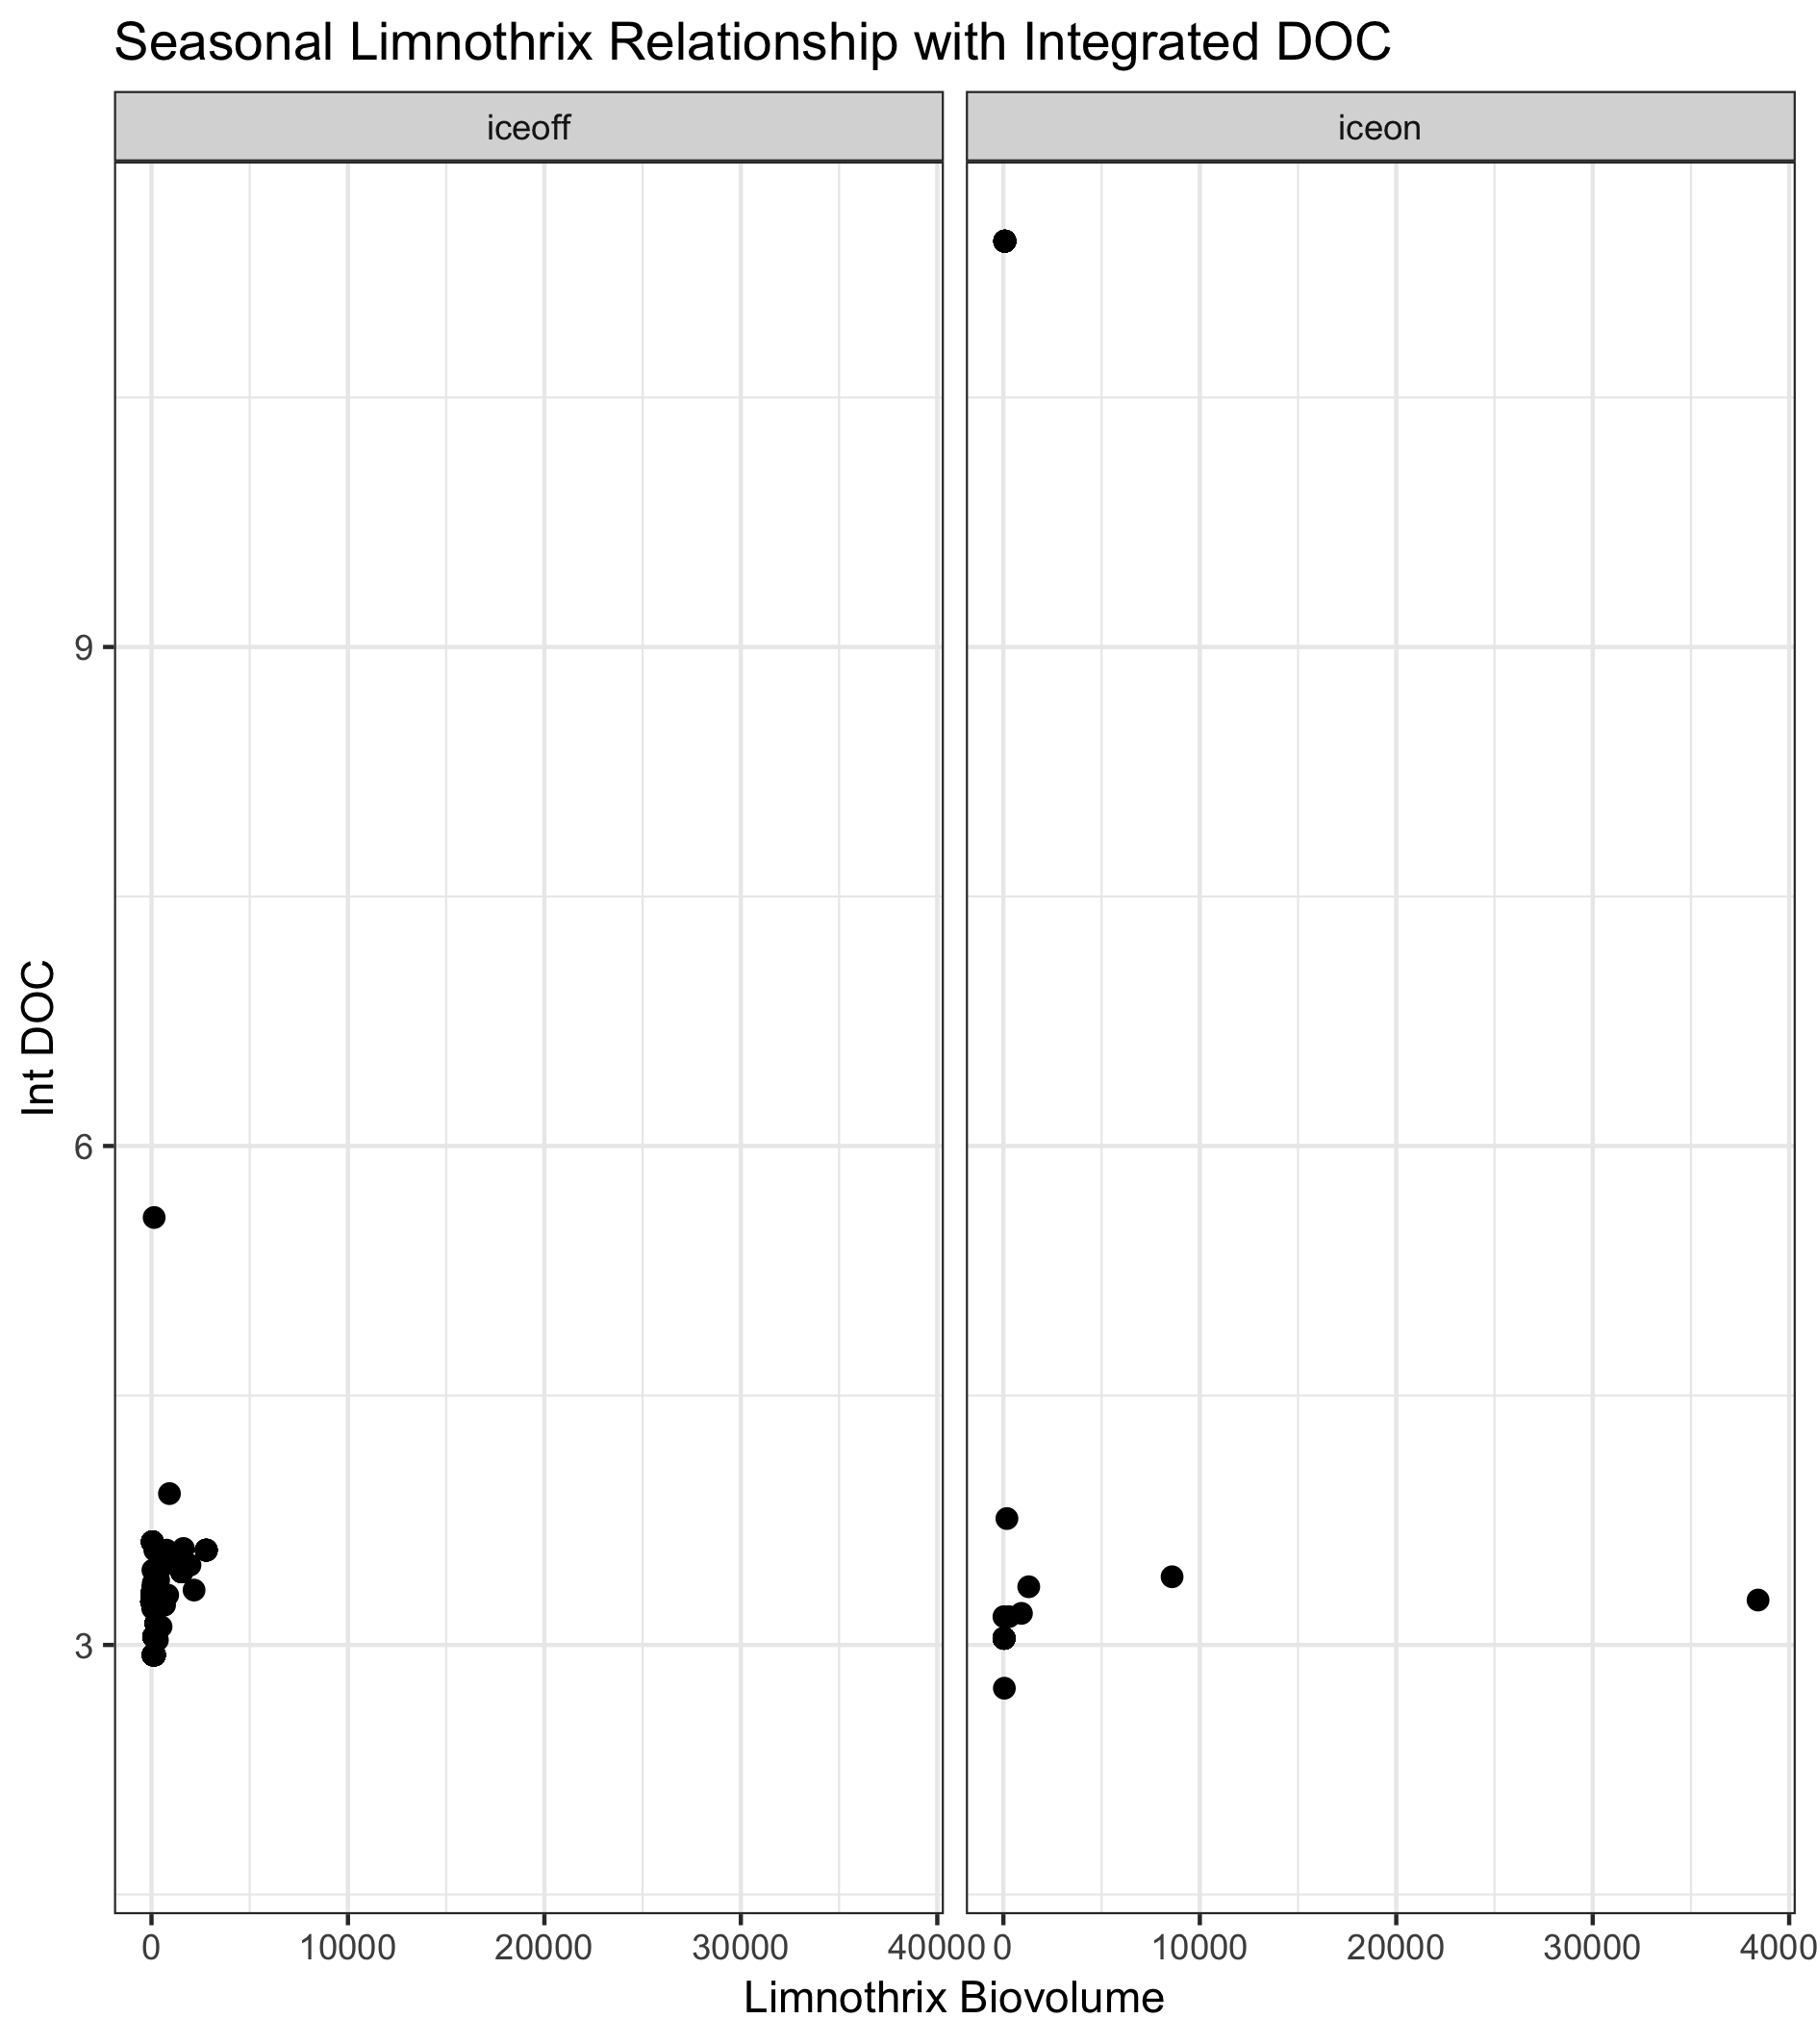 Seasonal Limnothrix Relationship with Integrated DOC
iceoff
iceon
9
6
3
Int DOC
0 10000 20000 30000 40000
0 10000 20000 30000 4000
Limnothrix Biovolume